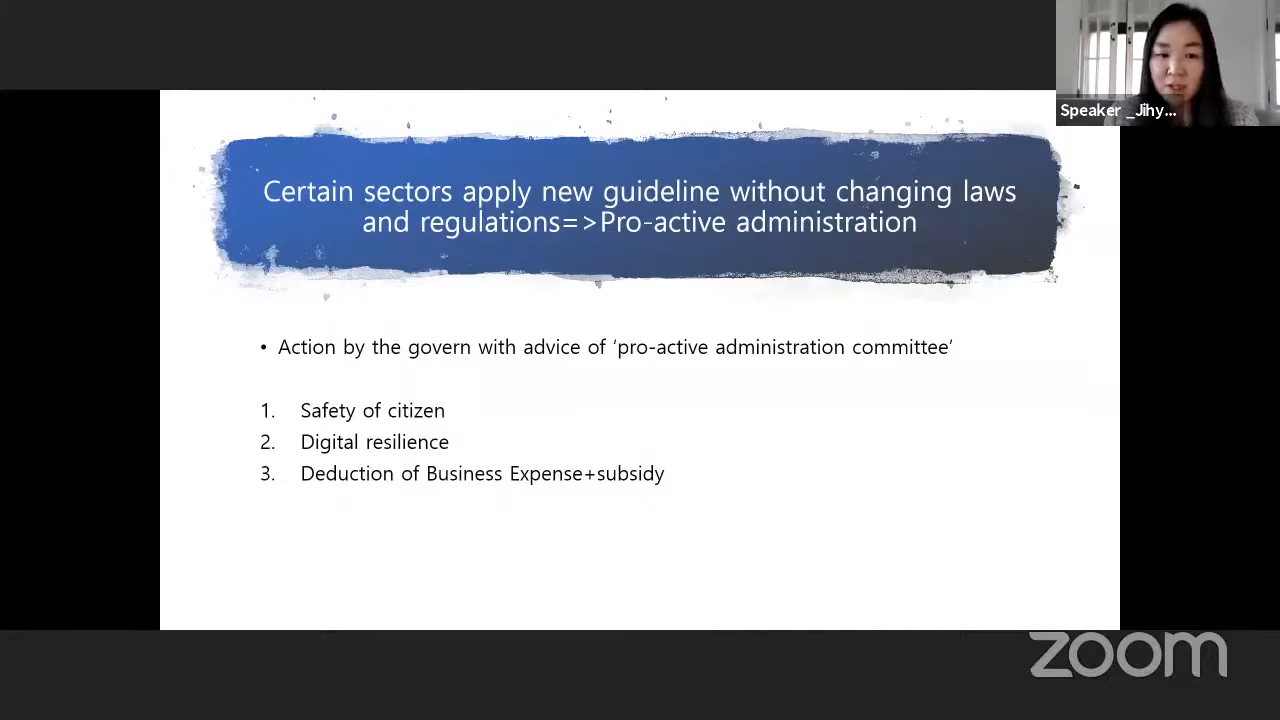 Speaker _Jihy...
Certain sectors apply new guideline without changing laws
and regulations=>Pro-active administration
• Action by the govern with advice of ‘pro-active administration committee’
1. Safety of citizen
2. Digital resilience
3. Deduction of Business Expense+subsidy
zoom